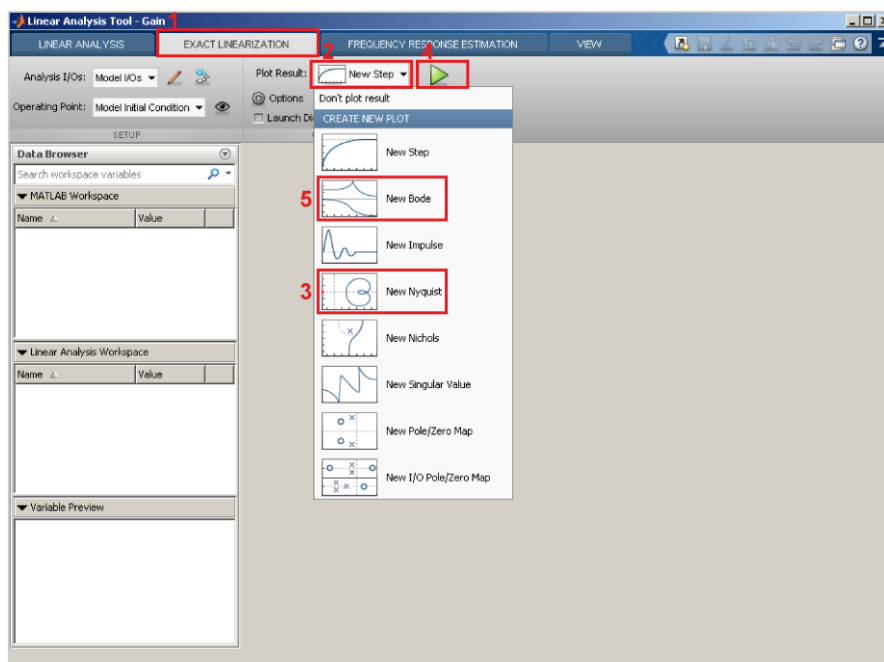 Linear Analysis Tool - Gain
1
LINEAR ANALYSIS
EXACT LINEARIZATION
FREQUENCY RESPONSE ESTIMATION
VIEW
2
4
Analysis I/Os:
Model I/Os
Plot Result:
New Step
Operating Point:
Model Initial Condition
Options
Launch Di
SETUP
Don't plot result
CREATE NEW PLOT
New Step
5
New Bode
New Impulse
3
New Nyquist
New Nichols
New Singular Value
New Pole/Zero Map
New I/O Pole/Zero Map
Data Browser
Search workspace variables
MATLAB Workspace
Name
Value
Linear Analysis Workspace
Name
Value
Variable Preview